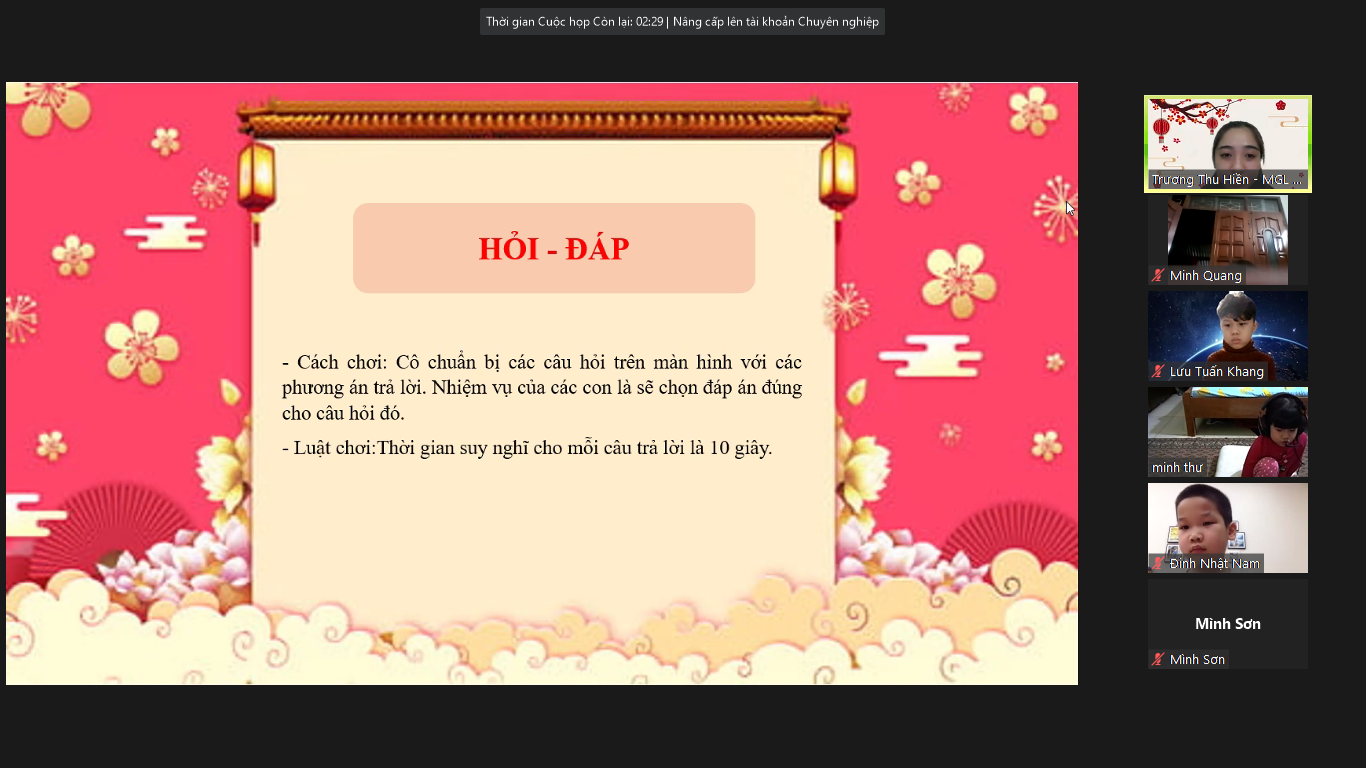 Thời gian Cuộc họp Còn lại: 02:29 | Nâng cấp lên tài khoản Chuyên nghiệp
HỎI - ĐÁP
- Cách chơi: Cô chuẩn bị các câu hỏi trên màn hình với các
phương án trả lời. Nhiệm vụ của các con là sẽ chọn đáp án đúng
cho câu hỏi đó.
- Luật chơi:Thời gian suy nghĩ cho mỗi câu trả lời là 10 giây.
Trương Thu Hiền - MGL ...
Minh Quang
Lưu Tuấn Khang
minh thư
Đinh Nhật Nam
Minh Sơn
Minh Sơn